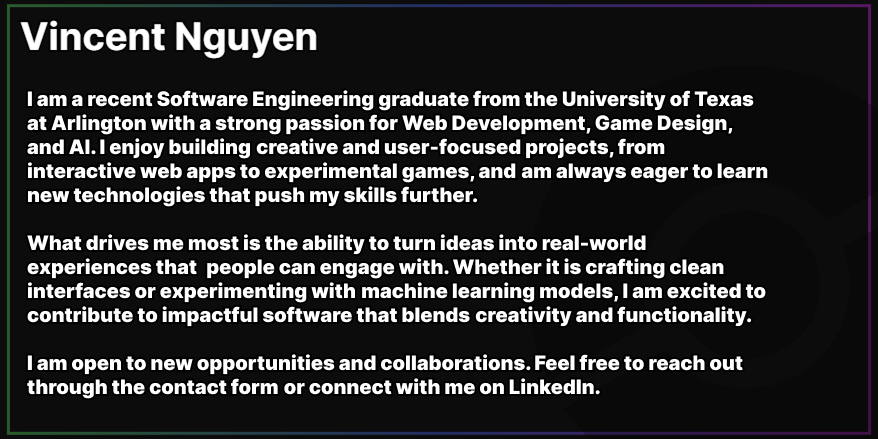 Vincent Nguyen
I am a recent Software Engineering graduate from the University of Texas
at Arlington with a strong passion for Web Development, Game Design,
and AI. I enjoy building creative and user-focused projects, from
interactive web apps to experimental games, and am always eager to learn
new technologies that push my skills further.
What drives me most is the ability to turn ideas into real-world
experiences that  people can engage with. Whether it is crafting clean
interfaces or experimenting with machine learning models, I am excited to
contribute to impactful software that blends creativity and functionality.
I am open to new opportunities and collaborations. Feel free to reach out
through the contact form or connect with me on LinkedIn.